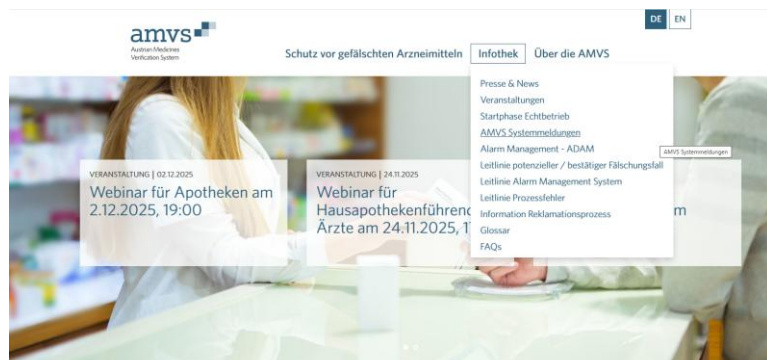 DE EN
amvs
Austrian Medicines
Verification System
Schutz vor gefälschten Arzneimitteln Infothek Über die AMVS
Presse & News
Veranstaltungen
Startphase Echtbetrieb
AMVS Systemmeldungen
Alarm Management - ADAM
AMVS Systemmeldungen
Leitlinie potenzieller / bestätiger Fälschungsfall
Leitlinie Alarm Management System
Leitlinie Prozessfehler
Information Reklamationsprozess
Glossar
FAQs
VERANSTALTUNG | 02.12.2025
Webinar für Apotheken am
2.12.2025, 19:00
VERANSTALTUNG | 24.11.2025
Webinar für
Hausapothekenführend
Ärzte am 24.11.2025, 1
m